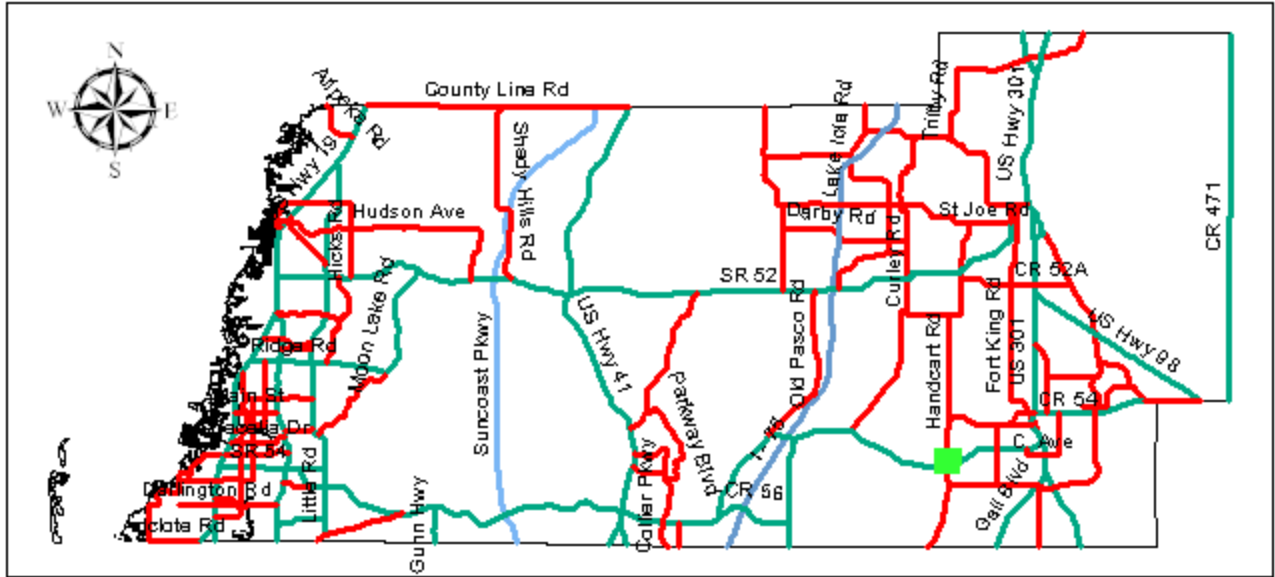 N
W
E
S
Aripeka Rd
County Line Rd
Lake Iola Rd
Trilby Rd
US Hwy 301
Hwy 19
Shady Hills Rd
CR 471
Hicks Rd
Hudson Ave
Darby Rd
St Joe Rd
Curley Rd
SR 52
CR 52A
Moon Lake Rd
Suncoast Pkwy
US Hwy 41
Old Pasco Rd
Handcart Rd
Fort King Rd
US 301
US Hwy 98
Ridge Rd
Main St
Parkway Blvd
CR 54
I-75
C Ave
SR 54
Little Rd
Collier Pkwy
CR 56
Gall Blvd
Darlington Rd
Gunn Hwy